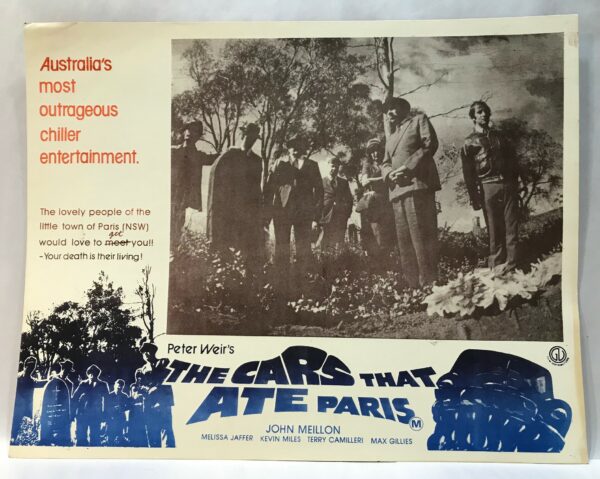 Australia's
most
outrageous
chiller
entertainment.
The lovely people of the
little town of Paris (NSW)
get
would love to meet you!!
- Your death is their living!
Peter Weir's
THE CARS THAT
ATE PARIS
M
JOHN MEILLON
MELISSA JAFFER KEVIN MILES TERRY CAMILLERI MAX GILLIES
GU